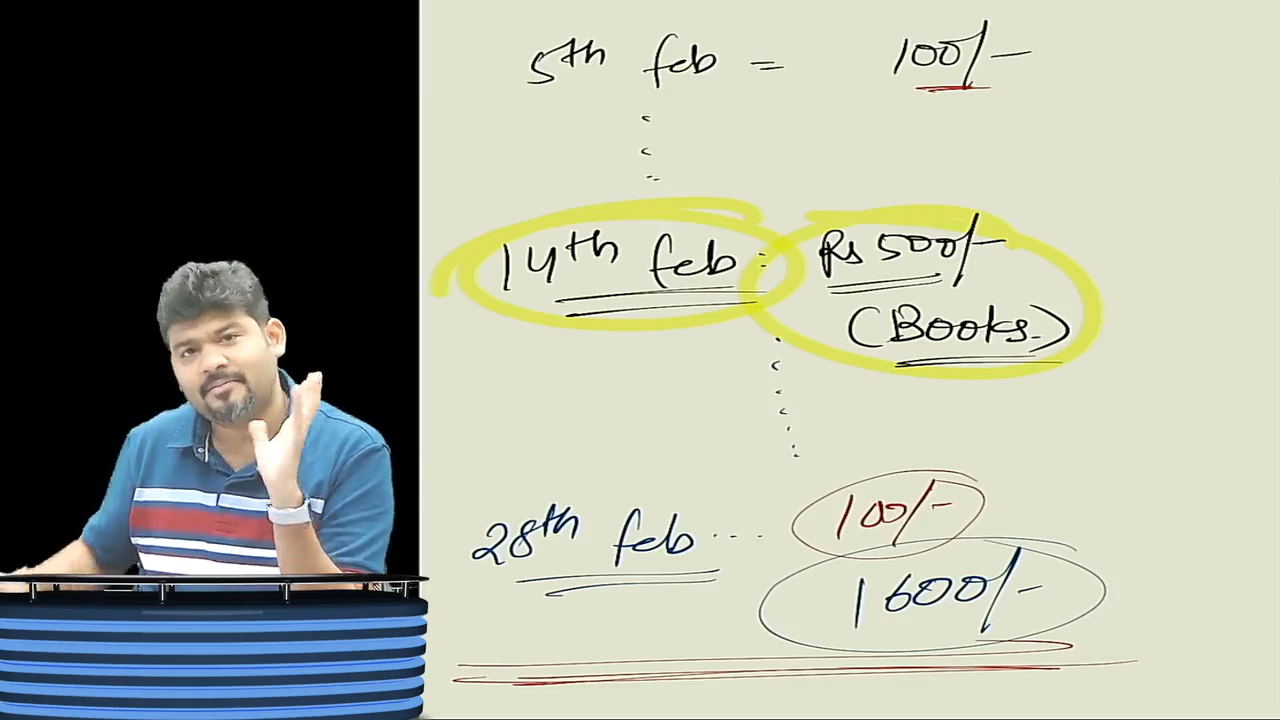 5th feb = 100/-
14th feb : Rs 500/-
(Books.)
28th feb ... 100/-
1600/-